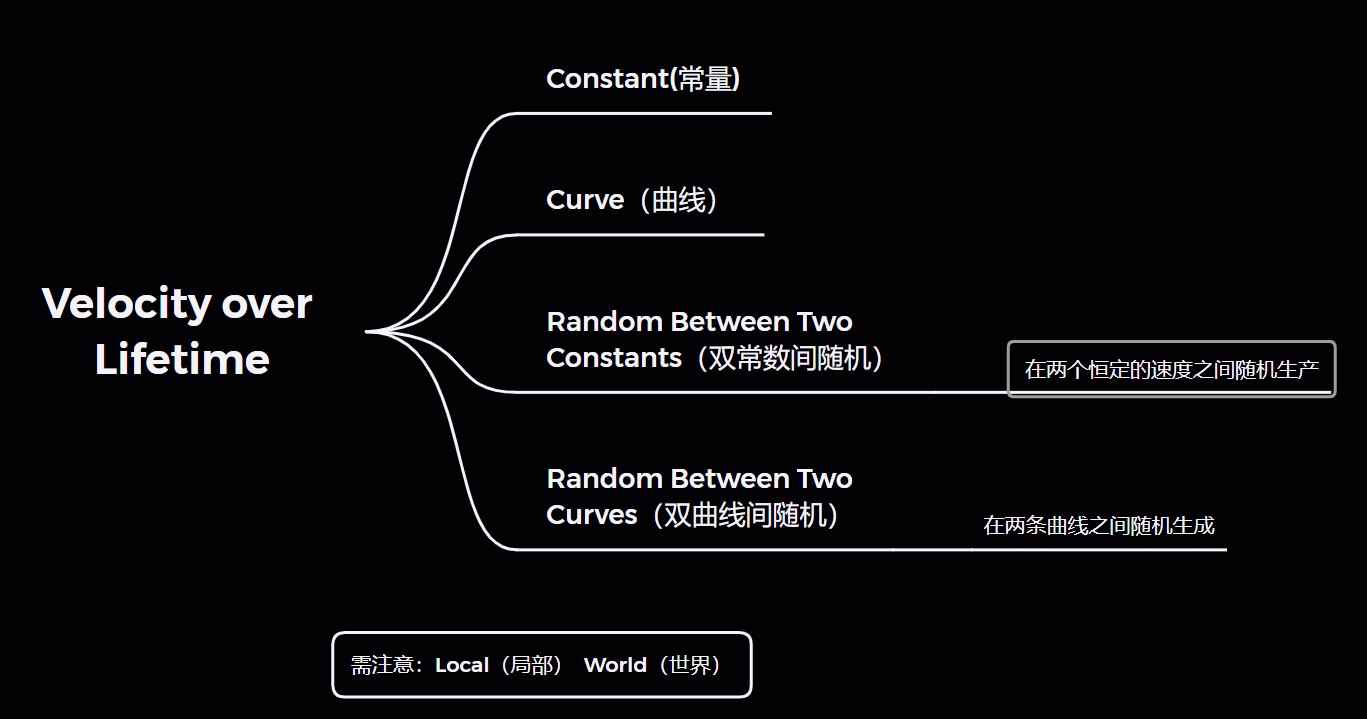 Constant(常量)
Curve（曲线）
Velocity over
Lifetime
Random Between Two
Constants（双常数间随机）
在两个恒定的速度之间随机生产
Random Between Two
Curves（双曲线间随机）
在两条曲线之间随机生成
需注意：Local（局部） World（世界）